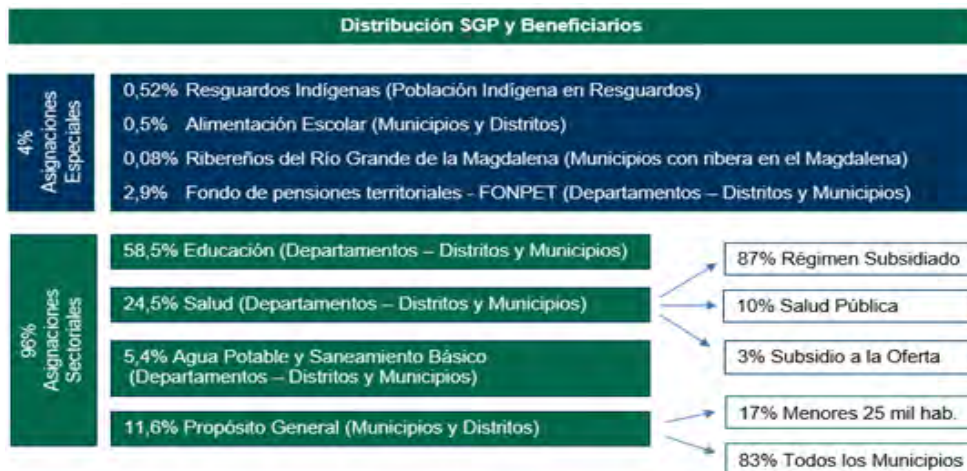 Distribución SGP y Beneficiarios
4%
Asignaciones
Especiales
0,52% Resguardos Indígenas (Población Indígena en Resguardos)
0,5% Alimentación Escolar (Municipios y Distritos)
0,08% Ribereños del Río Grande de la Magdalena (Municipios con ribera en el Magdalena)
2,9% Fondo de pensiones territoriales - FONPET (Departamentos – Distritos y Municipios)
96%
Asignaciones
Sectoriales
58,5% Educación (Departamentos – Distritos y Municipios)
24,5% Salud (Departamentos – Distritos y Municipios)
87% Régimen Subsidiado
10% Salud Pública
3% Subsidio a la Oferta
5,4% Agua Potable y Saneamiento Básico
(Departamentos – Distritos y Municipios)
11,6% Propósito General (Municipios y Distritos)
17% Menores 25 mil hab.
83% Todos los Municipios